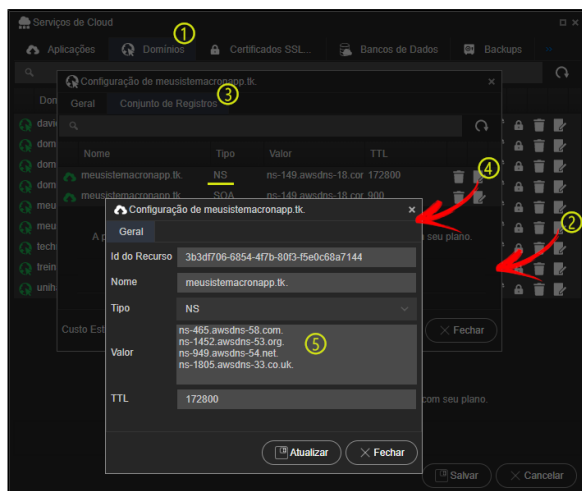 Serviços de Cloud
①
Aplicações Domínios Certificados SSL... Bancos de Dados Backups
Configuração de meusistemacronapp.tk.
Geral Conjunto de Registros ③
Nome Tipo Valor TTL
meusistemacronapp.tk. NS ns-149.awsdns-18.cor 172800
④
meusistemacronapp.tk. SOA ns-149.awsdns-18.cor 900
②
Configuração de meusistemacronapp.tk.
Geral
seu plano.
Id do Recurso 3b3df706-6854-4f7b-80f3-f5e0c68a7144
Nome meusistemacronapp.tk.
Tipo NS
Valor
ns-465.awsdns-58.com.
ns-1452.awsdns-53.org.
ns-949.awsdns-54.net.
ns-1805.awsdns-33.co.uk.
⑤
Custo Est
Fechar
TTL 172800
com seu plano.
Atualizar Fechar
Salvar Cancelar
Don
davi
dom
dom
dom
meu
meu
tech
trein
unih